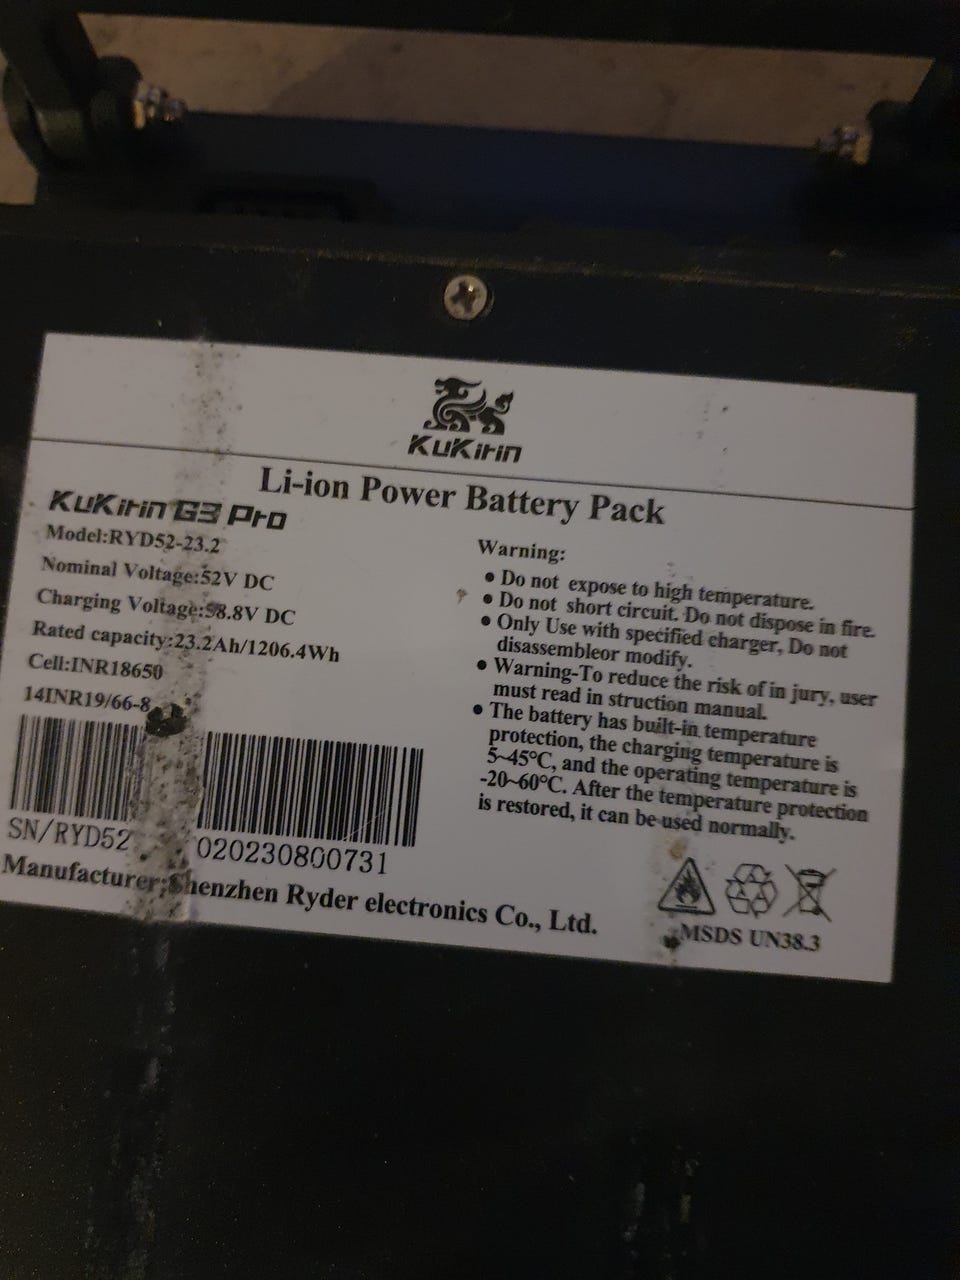 KuKirin
Li-ion Power Battery Pack
KuKirin G3 Pro
Model:RYD52-23.2
Nominal Voltage:52V DC
Charging Voltage:58.8V DC
Rated capacity:23.2Ah/1206.4Wh
Cell:INR18650
14INR19/66-8
SN/RYD52 020230800731
Manufacturer:Shenzhen Ryder electronics Co., Ltd.
Warning:
● Do not expose to high temperature.
● Do not short circuit. Do not dispose in fire.
● Only Use with specified charger, Do not
disassembleor modify.
● Warning-To reduce the risk of in jury, user
must read in struction manual.
● The battery has built-in temperature
protection, the charging temperature is
5~45°C, and the operating temperature is
-20~60°C. After the temperature protection
is restored, it can be used normally.
MSDS UN38.3